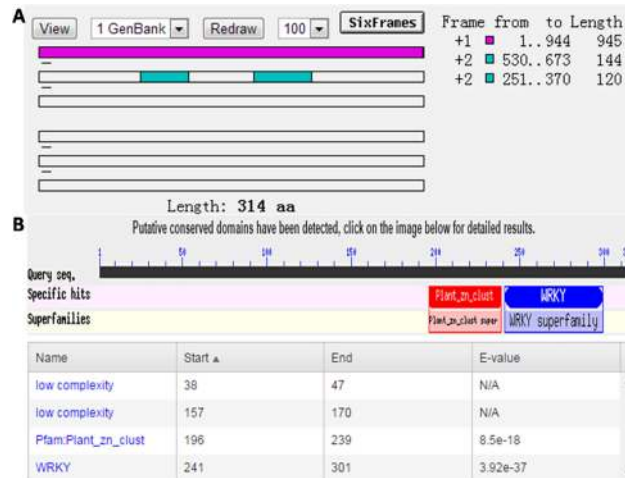 A
View 1 GenBank Redraw 100 SixFrames
Frame from to Length
+1 1..944 945
+2 530..673 144
+2 251..370 120
Length: 314 aa
B
Putative conserved domains have been detected, click on the image below for detailed results.
1 50 100 150 200 250 300
Query seq.
Specific hits Plant_zn_clust WRKY
Superfamilies Plant_zn_clust super WRKY superfamily
Name Start End E-value
low complexity 38 47 N/A
low complexity 157 170 N/A
Pfam:Plant_zn_clust 196 239 8.5e-18
WRKY 241 301 3.92e-37